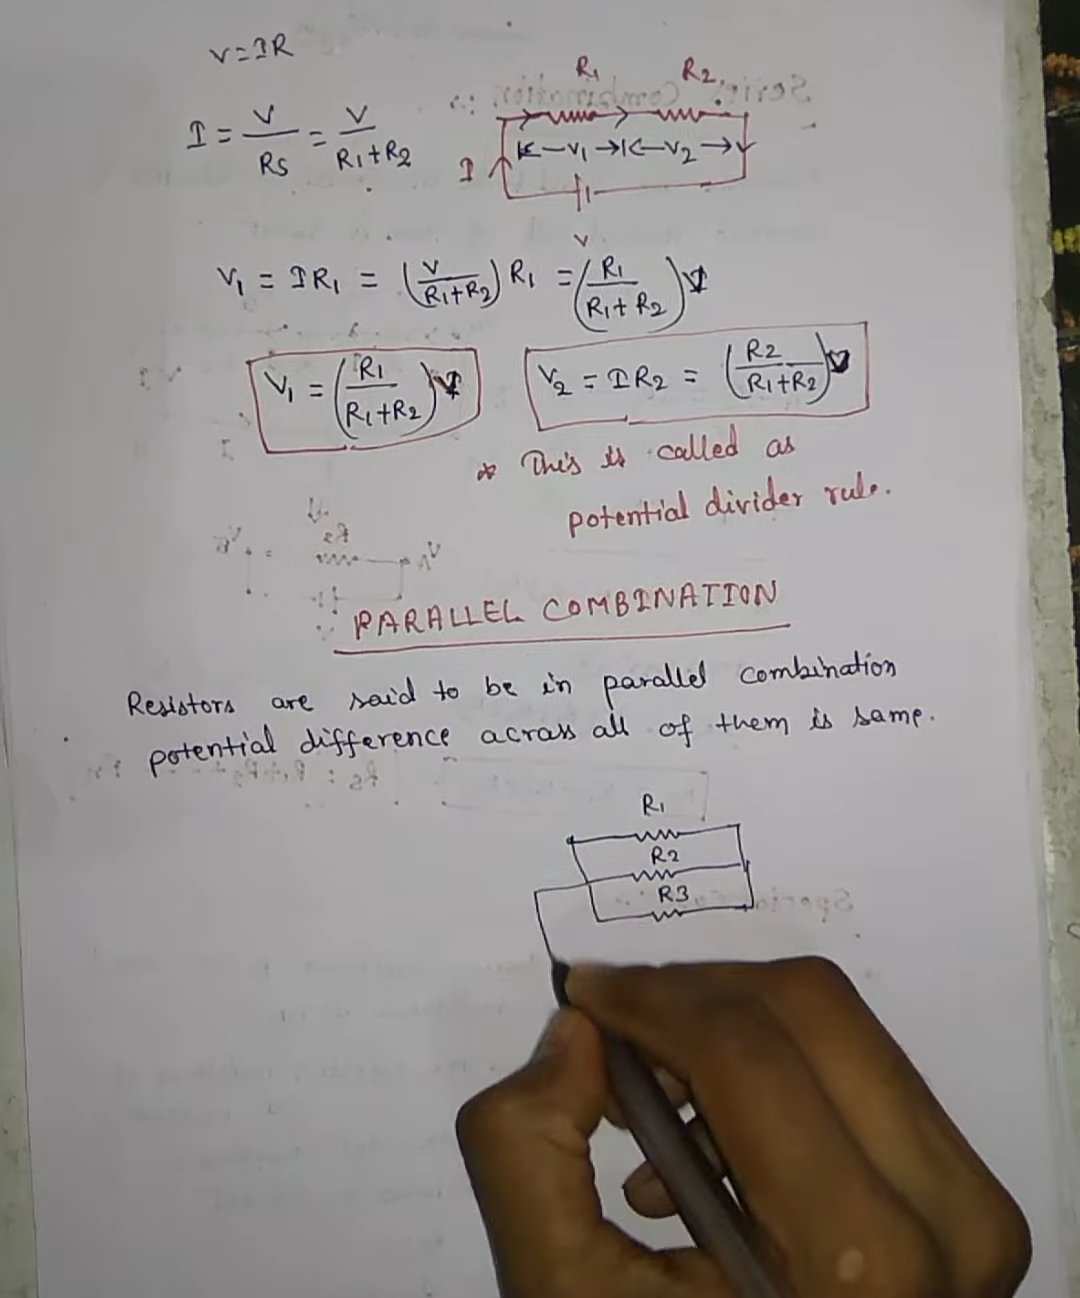 V=IR
R1 R2
I = V/RS = V/R1+R2
I
K—V1→|K—V2→
V
V1 = IR1 = (V/R1+R2) R1 = (R1/R1+R2)V
V1 = (R1/R1+R2)V
V2 = IR2 = (R2/R1+R2)V
* This is called as
potential divider rule.
PARALLEL COMBINATION
Resistors are said to be in parallel combination
potential difference across all of them is same.
R1
R2
R3